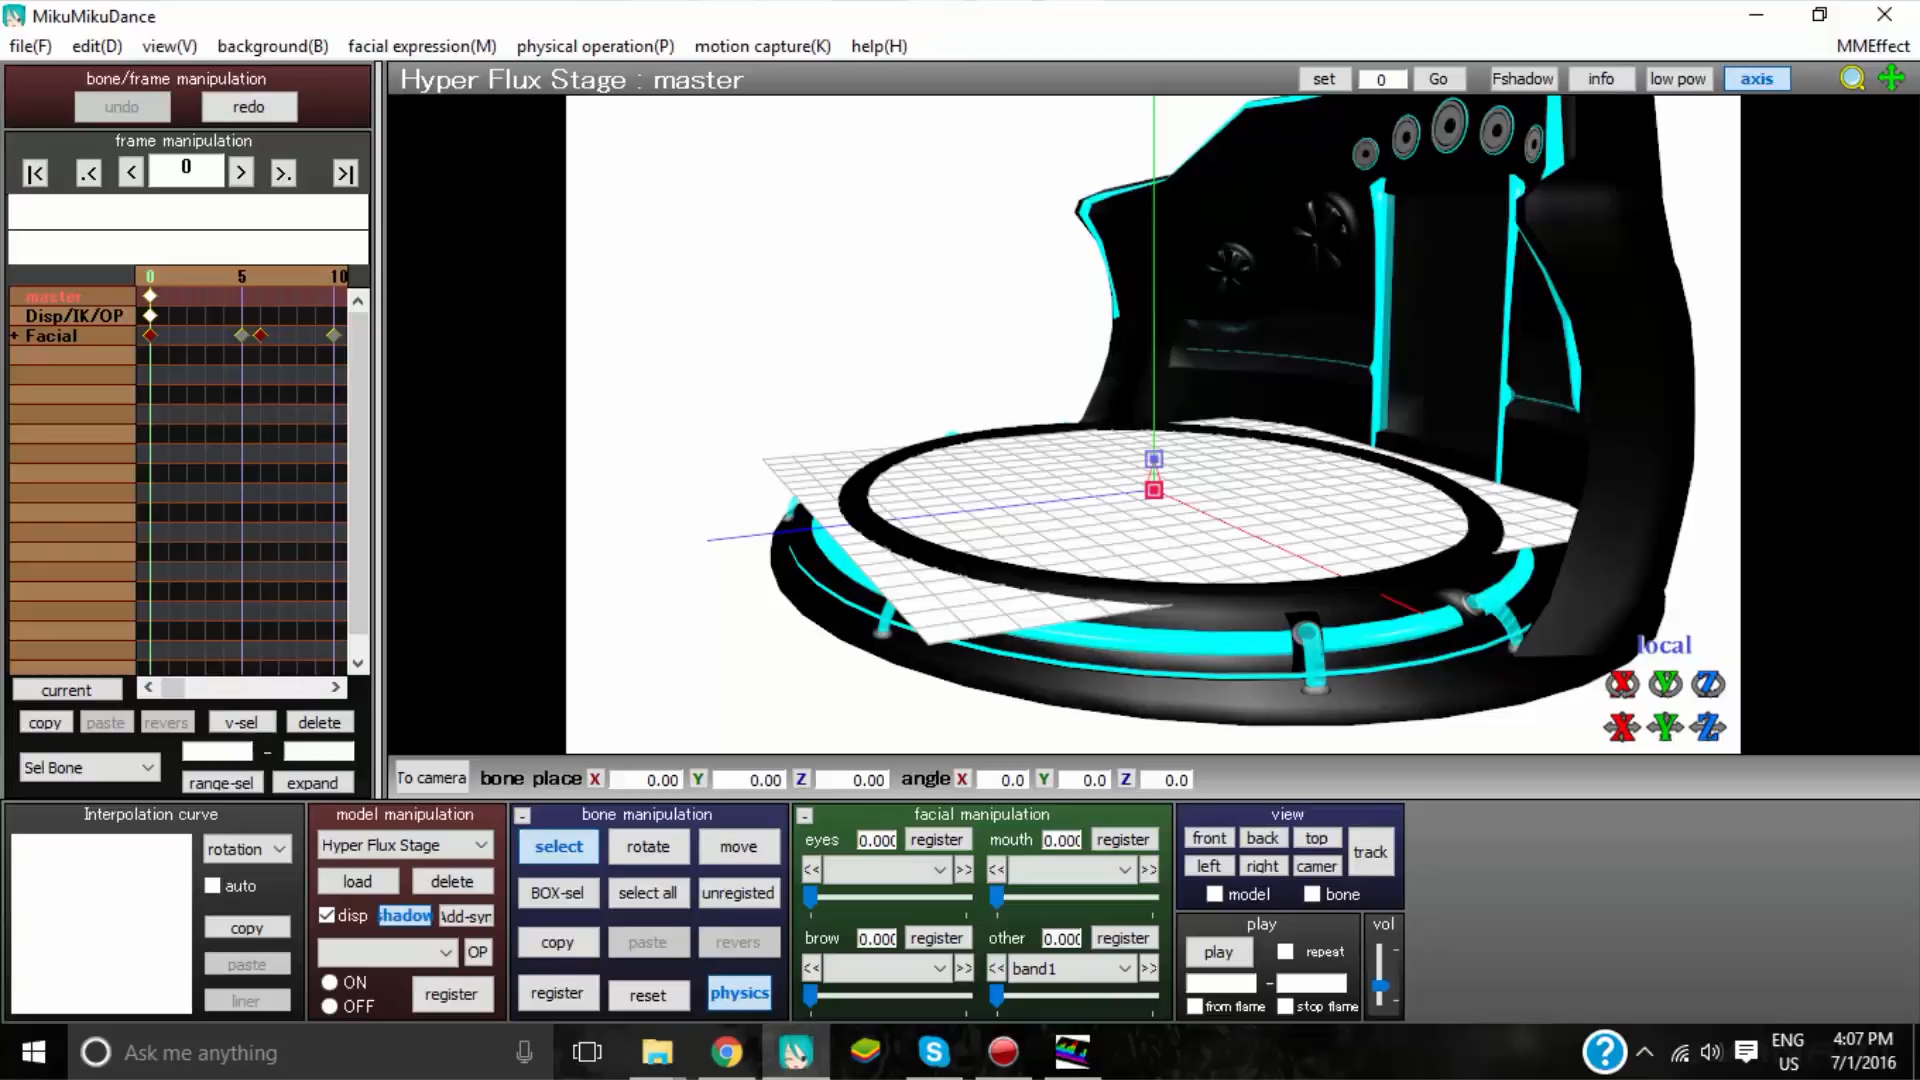 MikuMikuDance
file(F) edit(D) view(V) background(B) facial expression(M) physical operation(P) motion capture(K) help(H) MMEffect
bone/frame manipulation
undo redo
Hyper Flux Stage : master
set 0 Go Fshadow info low pow axis
frame manipulation
|< .< < 0 > >. >|
0 5 10
master
Disp/IK/OP
+ Facial
current < >
copy paste revers v-sel delete
-
Sel Bone range-sel expand
local
X Y Z
X Y Z
To camera bone place X 0.00 Y 0.00 Z 0.00 angle X 0.0 Y 0.0 Z 0.0
Interpolation curve
rotation
auto
copy
paste
liner
model manipulation
Hyper Flux Stage
load delete
disp shadow Add-syn
OP
ON
OFF
register
- bone manipulation
select rotate move
BOX-sel select all unregisted
copy paste revers
register reset physics
- facial manipulation
eyes 0.000 register mouth 0.000 register
<< >> << >>
brow 0.000 register other 0.000 register
<< >> << band1 >>
view
front back top
left right camer
track
model bone
play
play repeat
-
from flame stop flame
vol
Ask me anything
ENG
US
4:07 PM
7/1/2016